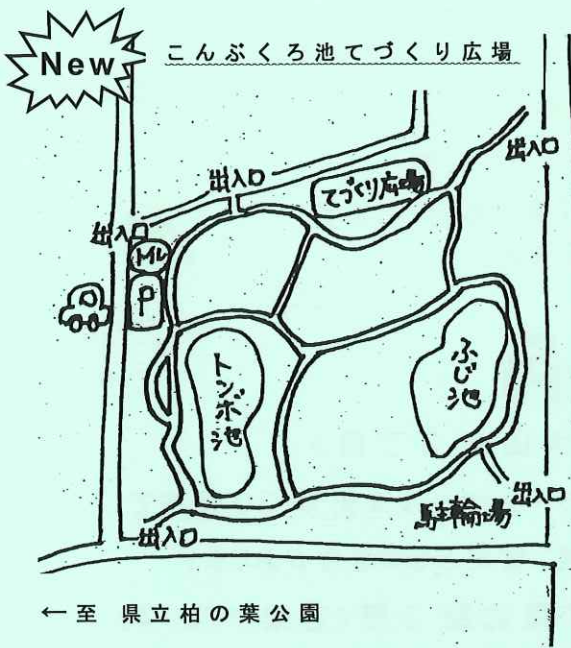 New
こんぶくろ池てづくり広場
出入口
出入口
てづくり広場
出入口
トイレ
P
トンボ池
ふじ池
出入口
駐輪場
出入口
← 至 県立柏の葉公園